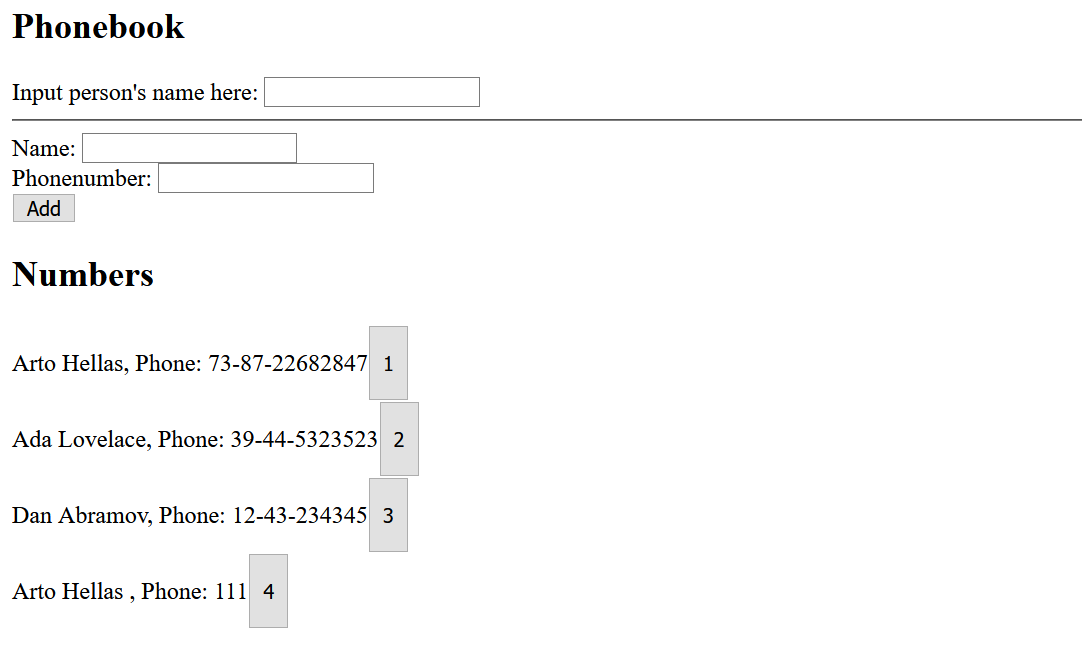 Phonebook
Input person's name here:
Name:
Phonenumber:
Add
Numbers
Arto Hellas, Phone: 73-87-22682847 1
Ada Lovelace, Phone: 39-44-5323523 2
Dan Abramov, Phone: 12-43-234345 3
Arto Hellas , Phone: 111 4